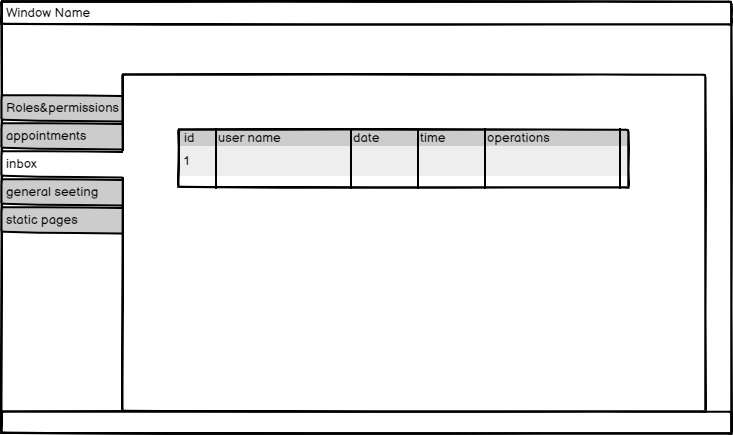 Window Name
Roles&permissions
appointments
inbox
general seeting
static pages
id user name date time operations
1